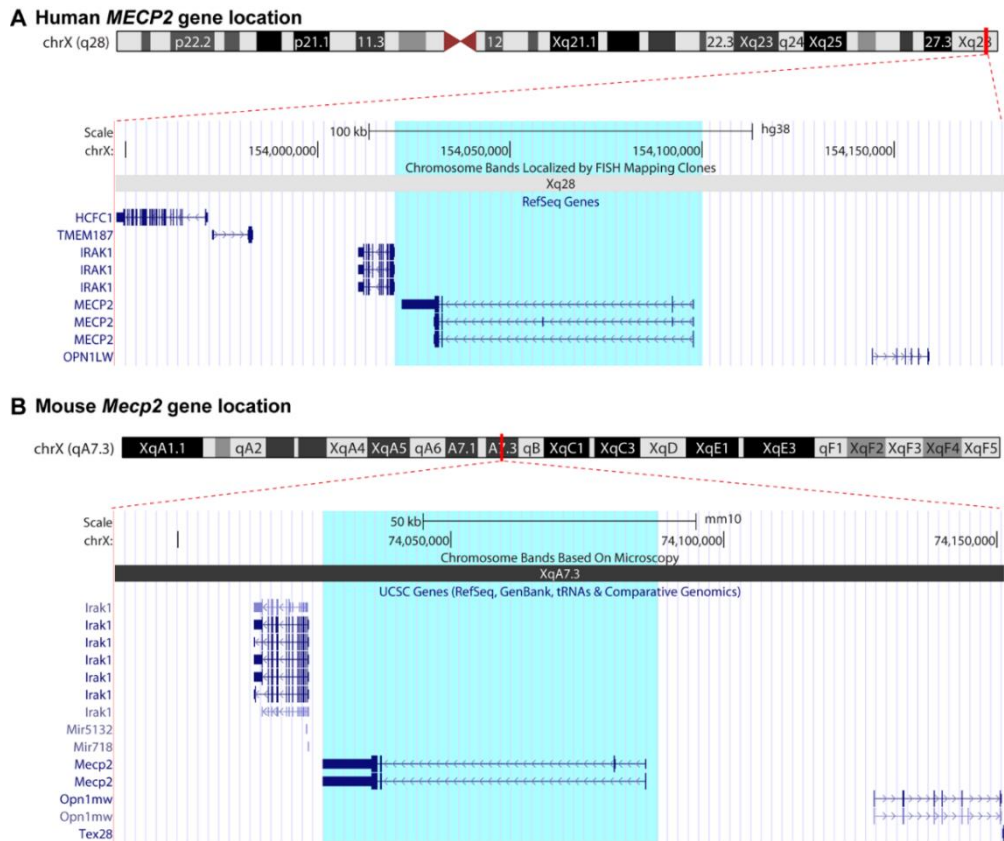 A Human MECP2 gene location
chrX (q28) p22.2 p21.1 11.3 12 Xq21.1 22.3 Xq23 q24 Xq25 27.3 Xq28
Scale 100 kb hg38
chrX: 154,000,000 154,050,000 154,100,000 154,150,000
Chromosome Bands Localized by FISH Mapping Clones
Xq28
RefSeq Genes
HCFC1
TMEM187
IRAK1
IRAK1
IRAK1
MECP2
MECP2
MECP2
OPN1LW
B Mouse Mecp2 gene location
chrX (qA7.3) XqA1.1 qA2 XqA4 XqA5 qA6 A7.1 A7.3 qB XqC1 XqC3 XqD XqE1 XqE3 qF1 XqF2 XqF3 XqF4 XqF5
Scale 50 kb mm10
chrX: 74,050,000 74,100,000 74,150,000
Chromosome Bands Based On Microscopy
XqA7.3
UCSC Genes (RefSeq, GenBank, tRNAs & Comparative Genomics)
Irak1
Irak1
Irak1
Irak1
Irak1
Irak1
Irak1
Mir5132
Mir718
Mecp2
Mecp2
Opn1mw
Opn1mw
Tex28